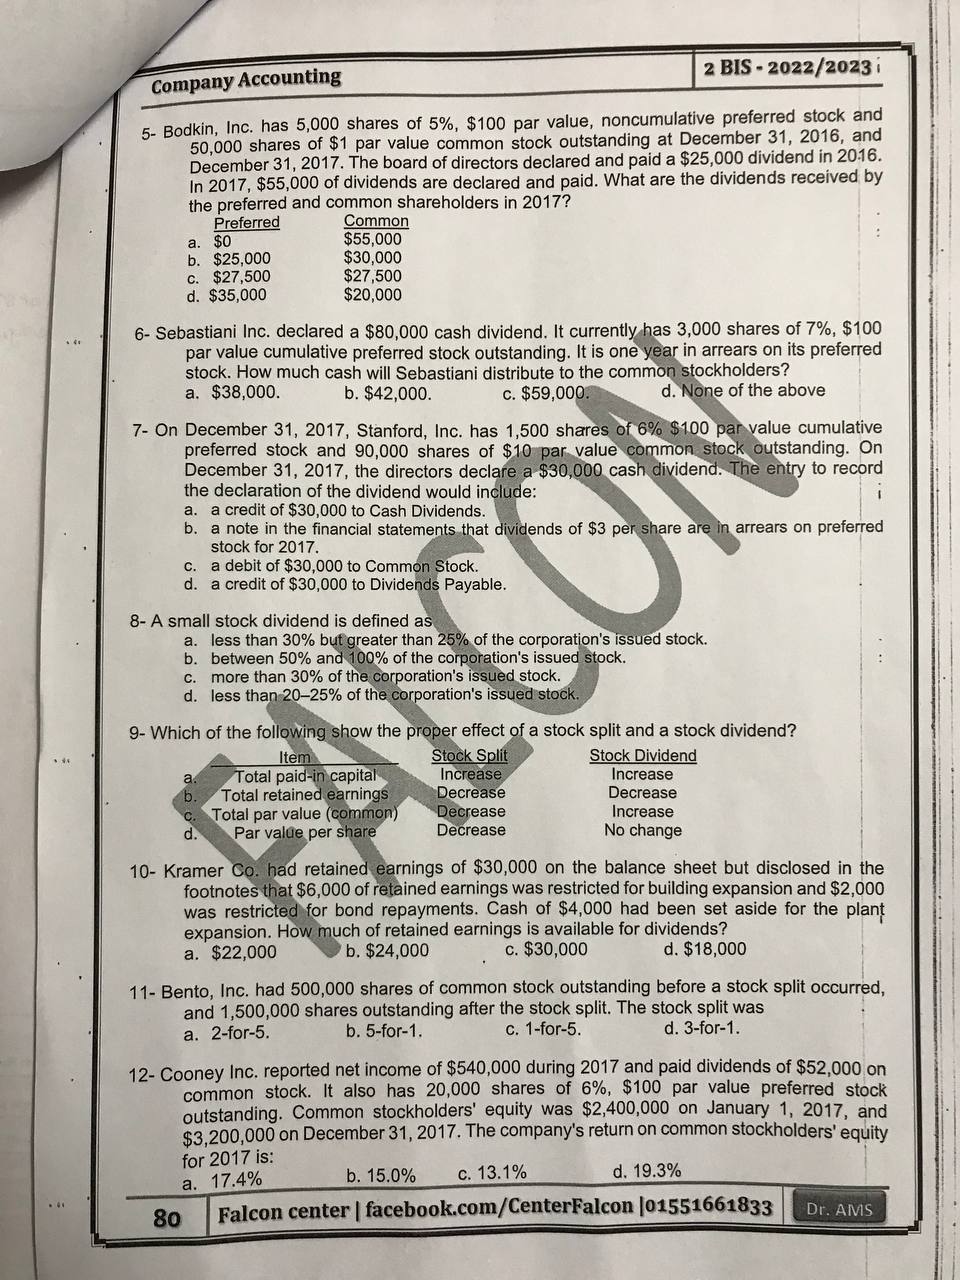 Company Accounting
2 BIS - 2022/2023
5- Bodkin, Inc. has 5,000 shares of 5%, $100 par value, noncumulative preferred stock and
50,000 shares of $1 par value common stock outstanding at December 31, 2016, and
December 31, 2017. The board of directors declared and paid a $25,000 dividend in 2016.
In 2017, $55,000 of dividends are declared and paid. What are the dividends received by
the preferred and common shareholders in 2017?
Preferred Common
a. $0 $55,000
b. $25,000 $30,000
c. $27,500 $27,500
d. $35,000 $20,000
6- Sebastiani Inc. declared a $80,000 cash dividend. It currently has 3,000 shares of 7%, $100
par value cumulative preferred stock outstanding. It is one year in arrears on its preferred
stock. How much cash will Sebastiani distribute to the common stockholders?
a. $38,000. b. $42,000. c. $59,000. d. None of the above
7- On December 31, 2017, Stanford, Inc. has 1,500 shares of 6% $100 par value cumulative
preferred stock and 90,000 shares of $10 par value common stock outstanding. On
December 31, 2017, the directors declare a $30,000 cash dividend. The entry to record
the declaration of the dividend would include:
a. a credit of $30,000 to Cash Dividends.
b. a note in the financial statements that dividends of $3 per share are in arrears on preferred
stock for 2017.
c. a debit of $30,000 to Common Stock.
d. a credit of $30,000 to Dividends Payable.
8- A small stock dividend is defined as
a. less than 30% but greater than 25% of the corporation's issued stock.
b. between 50% and 100% of the corporation's issued stock.
c. more than 30% of the corporation's issued stock.
d. less than 20–25% of the corporation's issued stock.
9- Which of the following show the proper effect of a stock split and a stock dividend?
Item Stock Split Stock Dividend
a. Total paid-in capital Increase Increase
b. Total retained earnings Decrease Decrease
c. Total par value (common) Decrease Increase
d. Par value per share Decrease No change
10- Kramer Co. had retained earnings of $30,000 on the balance sheet but disclosed in the
footnotes that $6,000 of retained earnings was restricted for building expansion and $2,000
was restricted for bond repayments. Cash of $4,000 had been set aside for the plant
expansion. How much of retained earnings is available for dividends?
a. $22,000 b. $24,000 c. $30,000 d. $18,000
11- Bento, Inc. had 500,000 shares of common stock outstanding before a stock split occurred,
and 1,500,000 shares outstanding after the stock split. The stock split was
a. 2-for-5. b. 5-for-1. c. 1-for-5. d. 3-for-1.
12- Cooney Inc. reported net income of $540,000 during 2017 and paid dividends of $52,000 on
common stock. It also has 20,000 shares of 6%, $100 par value preferred stock
outstanding. Common stockholders' equity was $2,400,000 on January 1, 2017, and
$3,200,000 on December 31, 2017. The company's return on common stockholders' equity
for 2017 is:
a. 17.4% b. 15.0% c. 13.1% d. 19.3%
FALCON
80 Falcon center | facebook.com/CenterFalcon |01551661833 Dr. AMS